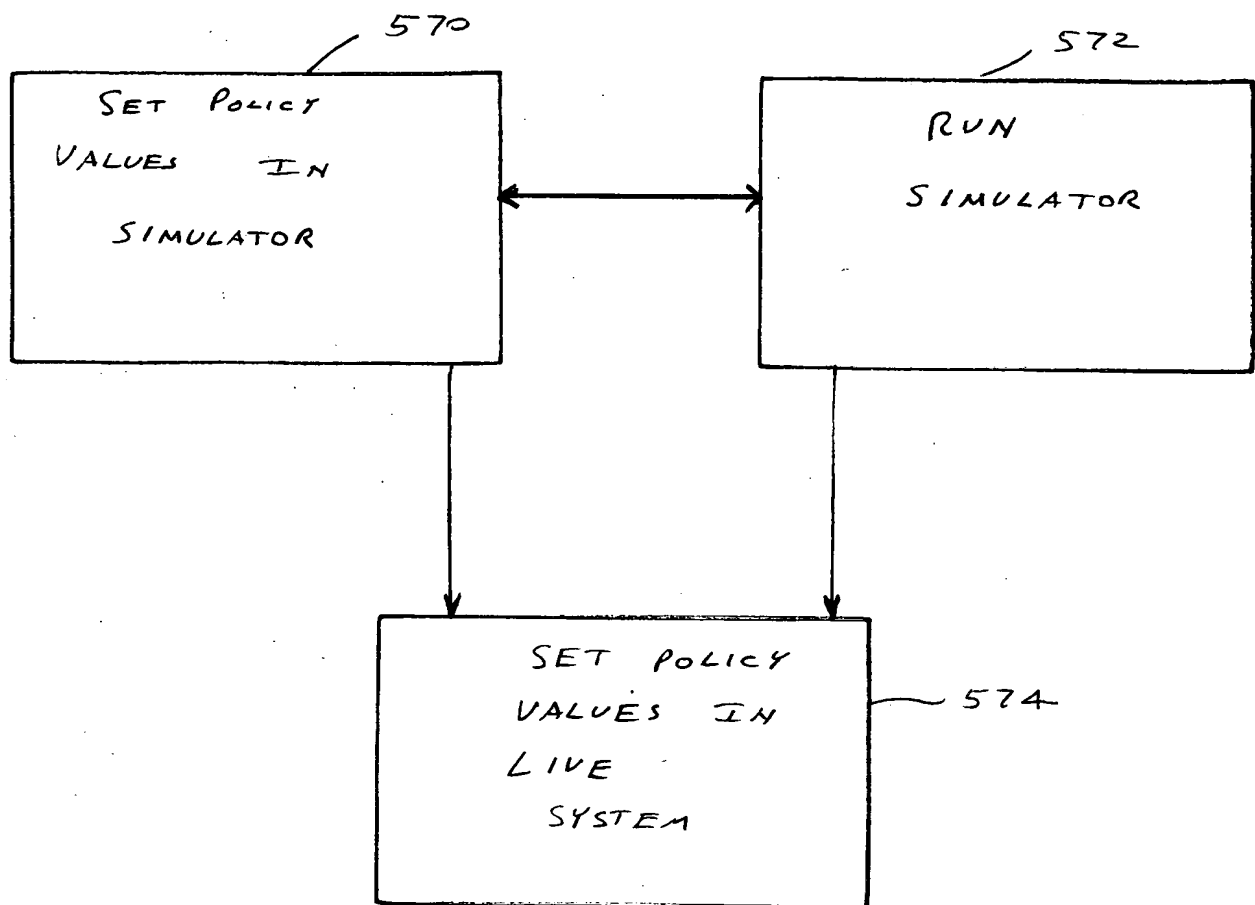 570
SET POLICY
VALUES IN
SIMULATOR
572
RUN
SIMULATOR
SET POLICY
VALUES IN
LIVE
SYSTEM
574